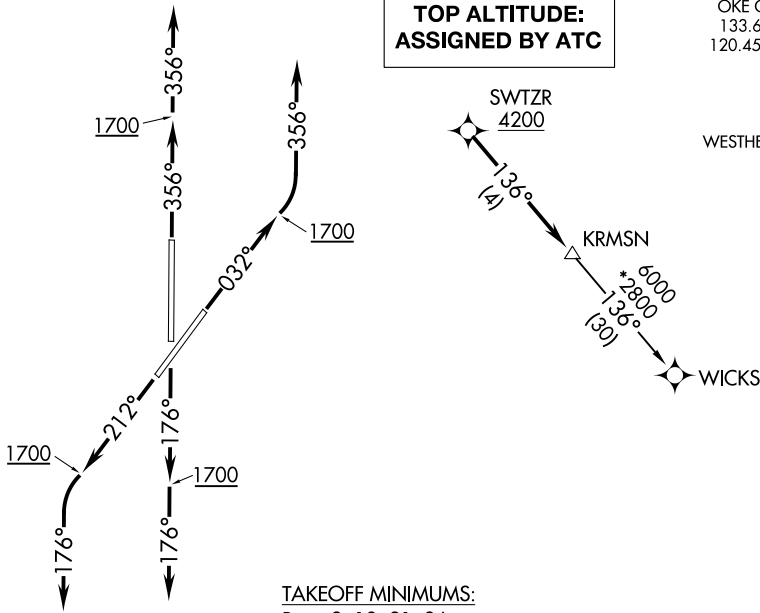 TOP ALTITUDE:
ASSIGNED BY ATC
OKE
133.6
120.45
WESTHE
356°
1700
356°
356°
1700
032°
212°
1700
176°
176°
1700
176°
SWTZR
4200
136°
(4)
KRMSN
6000
*2800
136°
(30)
WICKS
TAKEOFF MINIMUMS: